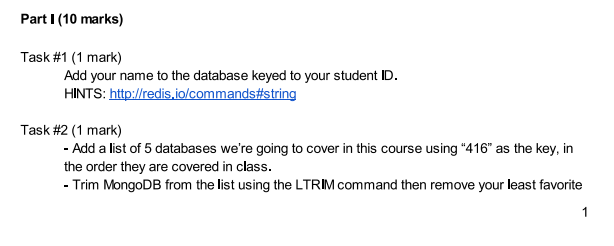 Part I (10 marks)
Task #1 (1 mark)
Add your name to the database keyed to your student ID.
HINTS: http://redis.io/commands#string
Task #2 (1 mark)
- Add a list of 5 databases we're going to cover in this course using “416” as the key, in
the order they are covered in class.
- Trim MongoDB from the list using the LTRIM command then remove your least favorite
1